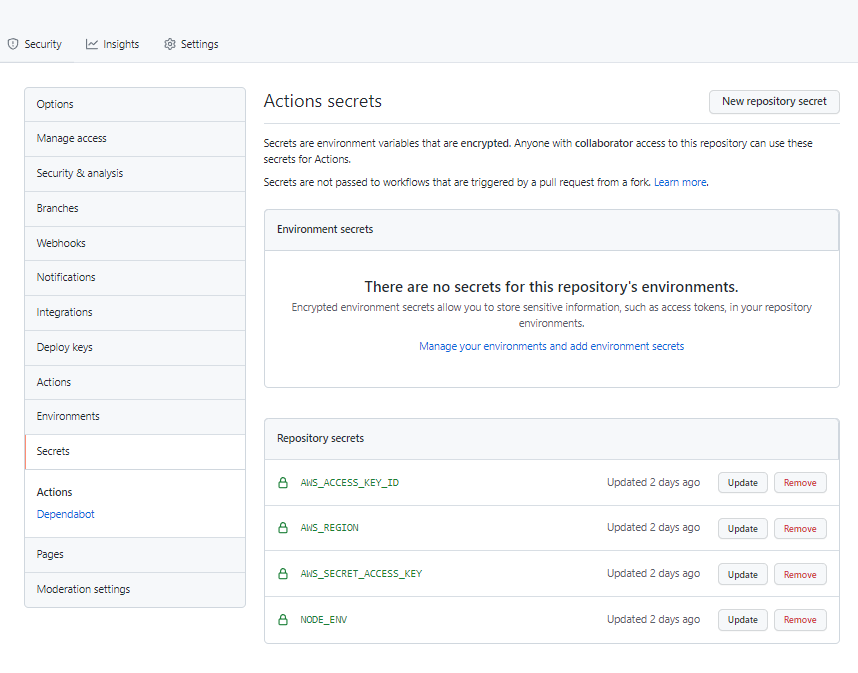 Security Insights Settings
Options
Manage access
Security & analysis
Branches
Webhooks
Notifications
Integrations
Deploy keys
Actions
Environments
Secrets
Actions
Dependabot
Pages
Moderation settings
Actions secrets
New repository secret
Secrets are environment variables that are encrypted. Anyone with collaborator access to this repository can use these
secrets for Actions.
Secrets are not passed to workflows that are triggered by a pull request from a fork. Learn more.
Environment secrets
There are no secrets for this repository's environments.
Encrypted environment secrets allow you to store sensitive information, such as access tokens, in your repository
environments.
Manage your environments and add environment secrets
Repository secrets
AWS_ACCESS_KEY_ID Updated 2 days ago Update Remove
AWS_REGION Updated 2 days ago Update Remove
AWS_SECRET_ACCESS_KEY Updated 2 days ago Update Remove
NODE_ENV Updated 2 days ago Update Remove